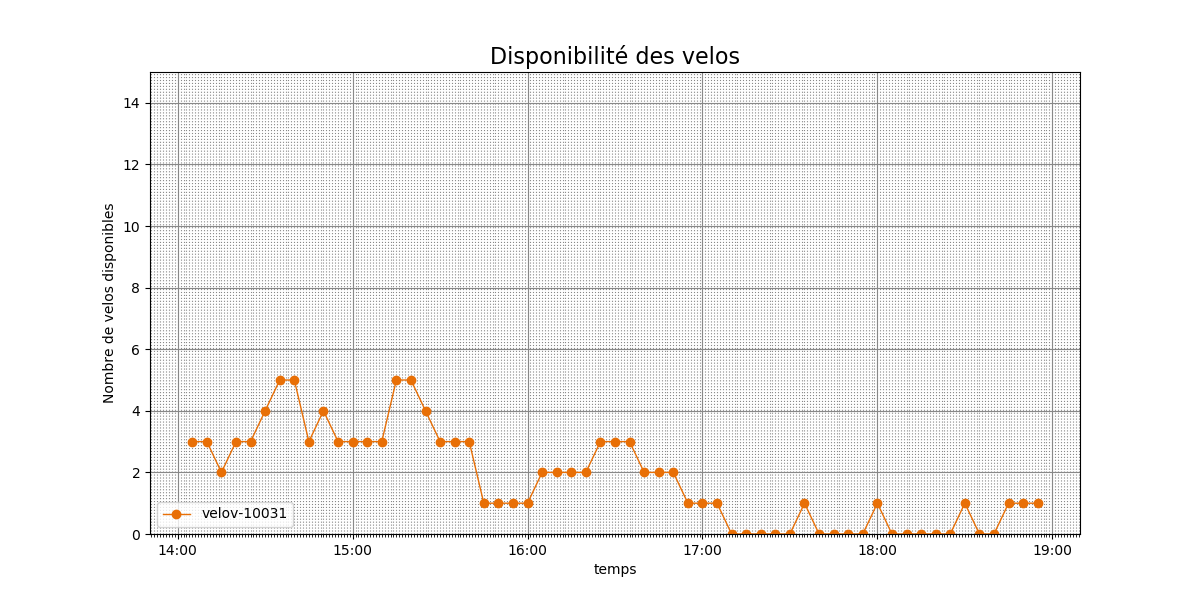 Disponibilité des velos
Nombre de velos disponibles
14
12
10
8
6
4
2
0
velov-10031
14:00 15:00 16:00 17:00 18:00 19:00
temps